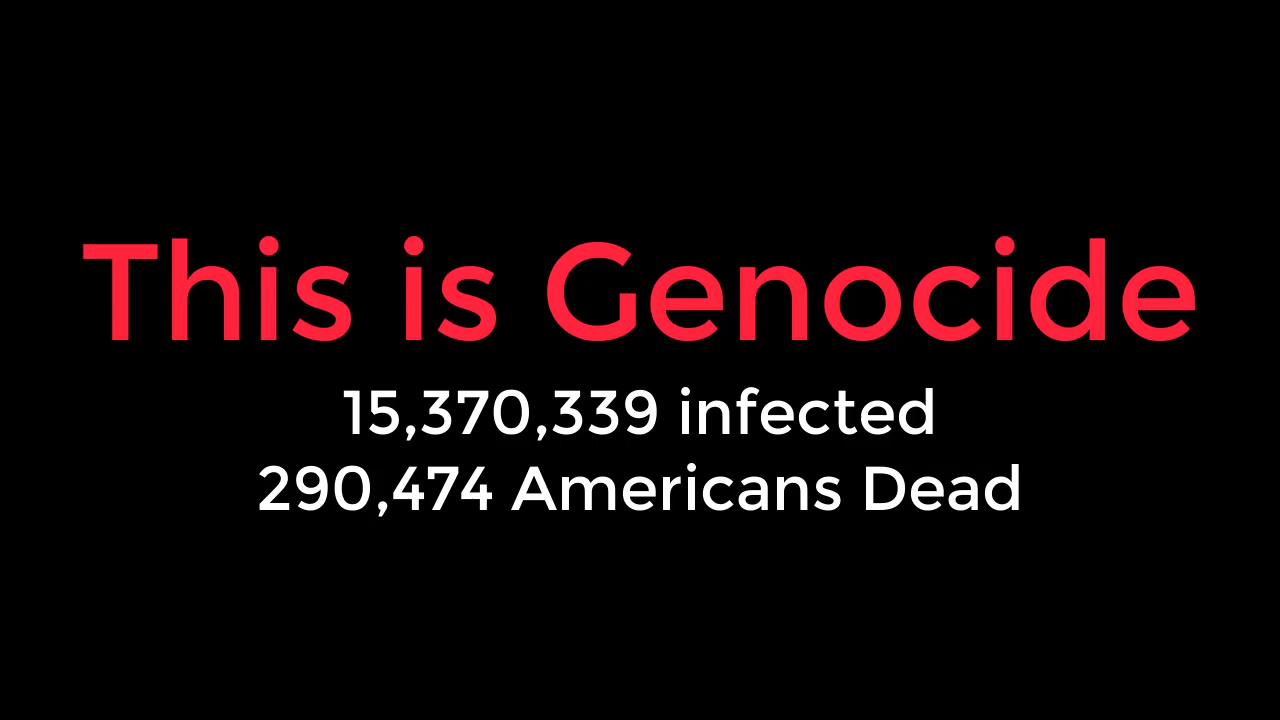 This is Genocide
15,370,339 infected
290,474 Americans Dead